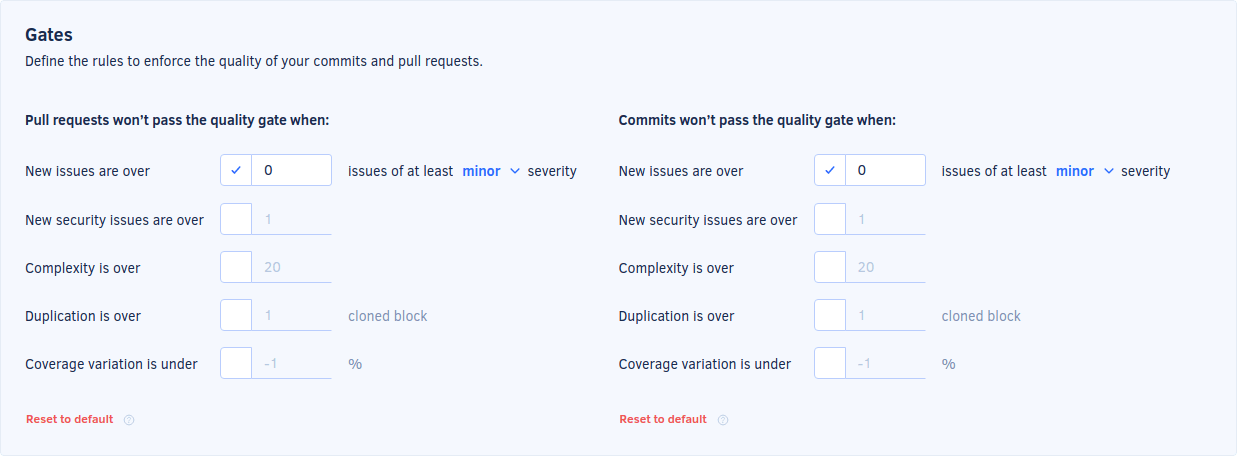 Gates
Define the rules to enforce the quality of your commits and pull requests.
Pull requests won’t pass the quality gate when:
New issues are over 0 issues of at least minor severity
New security issues are over 1
Complexity is over 20
Duplication is over 1 cloned block
Coverage variation is under -1 %
Reset to default
Commits won’t pass the quality gate when:
New issues are over 0 issues of at least minor severity
New security issues are over 1
Complexity is over 20
Duplication is over 1 cloned block
Coverage variation is under -1 %
Reset to default